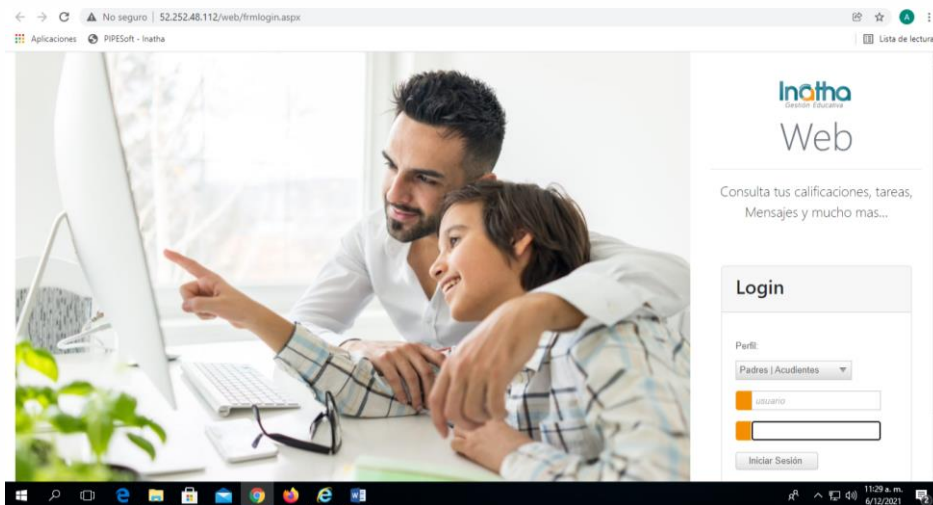 No seguro | 52.252.48.112/web/frmlogin.aspx
A
Aplicaciones PIPESoft - Inatha
Lista de lectura
Inatha
Gestión Educativa
Web
Consulta tus calificaciones, tareas,
Mensajes y mucho mas...
Login
Perfil:
Padres | Acudientes
usuario
Iniciar Sesión
11:29 a. m.
6/12/2021
2